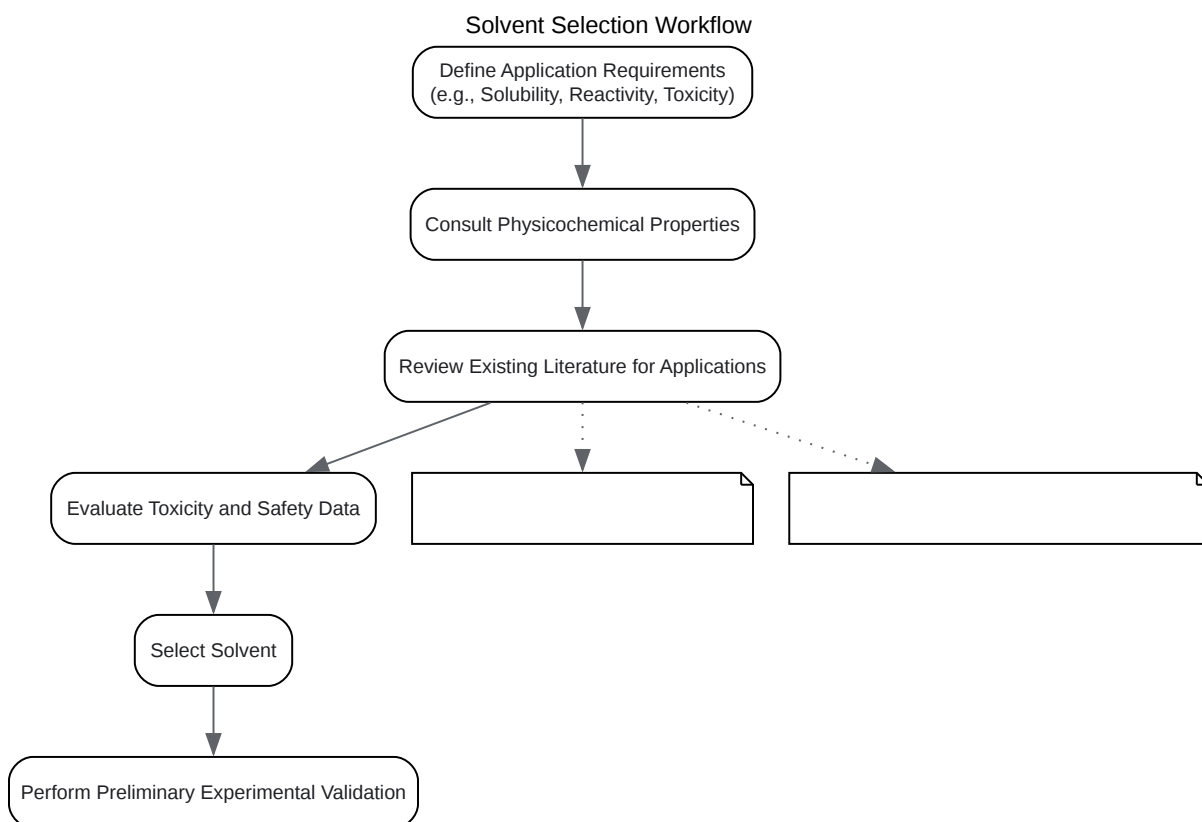 Solvent Selection Workflow
Define Application Requirements
(e.g., Solubility, Reactivity, Toxicity)
Consult Physicochemical Properties
Review Existing Literature for Applications
Evaluate Toxicity and Safety Data
Select Solvent
Perform Preliminary Experimental Validation